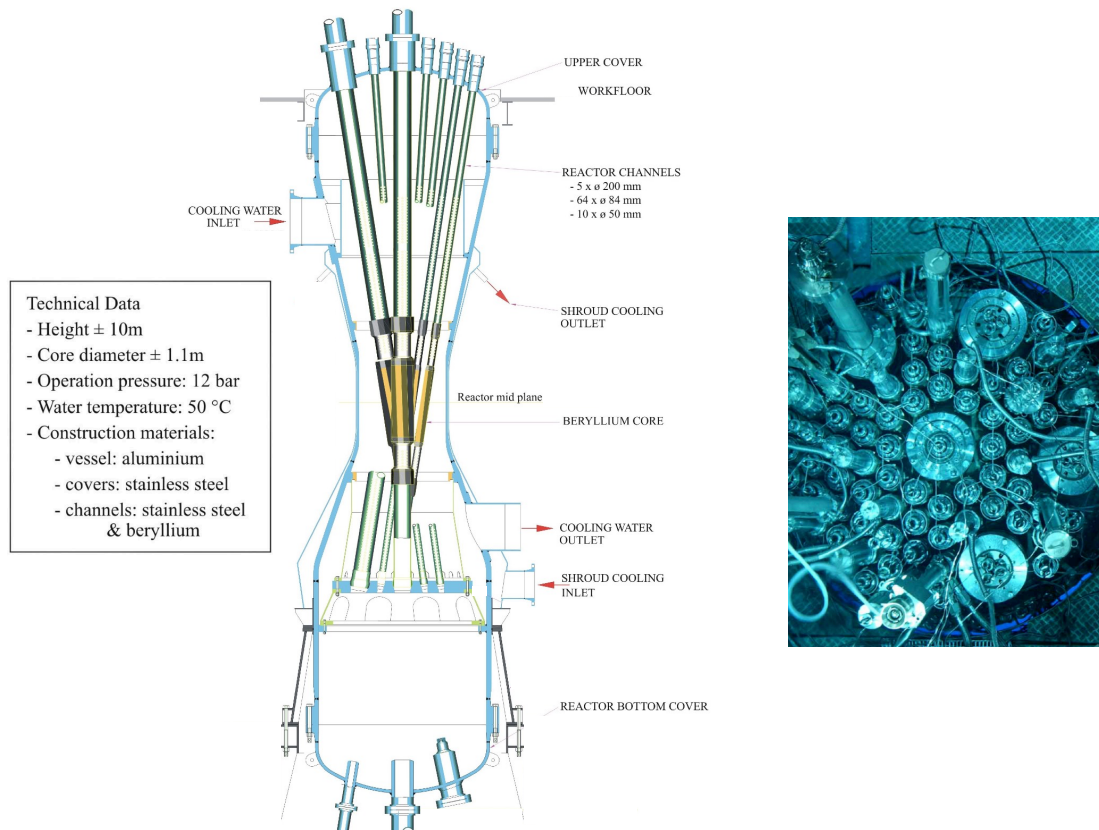 UPPER COVER
WORKFLOOR
REACTOR CHANNELS
- 5 x ø 200 mm
- 64 x ø 84 mm
- 10 x ø 50 mm
COOLING WATER
INLET
SHROUD COOLING
OUTLET
Technical Data
- Height ± 10m
- Core diameter ± 1.1m
- Operation pressure: 12 bar
- Water temperature: 50 °C
- Construction materials:
- vessel: aluminium
- covers: stainless steel
- channels: stainless steel
& beryllium
Reactor mid plane
BERYLLIUM CORE
COOLING WATER
OUTLET
SHROUD COOLING
INLET
REACTOR BOTTOM COVER